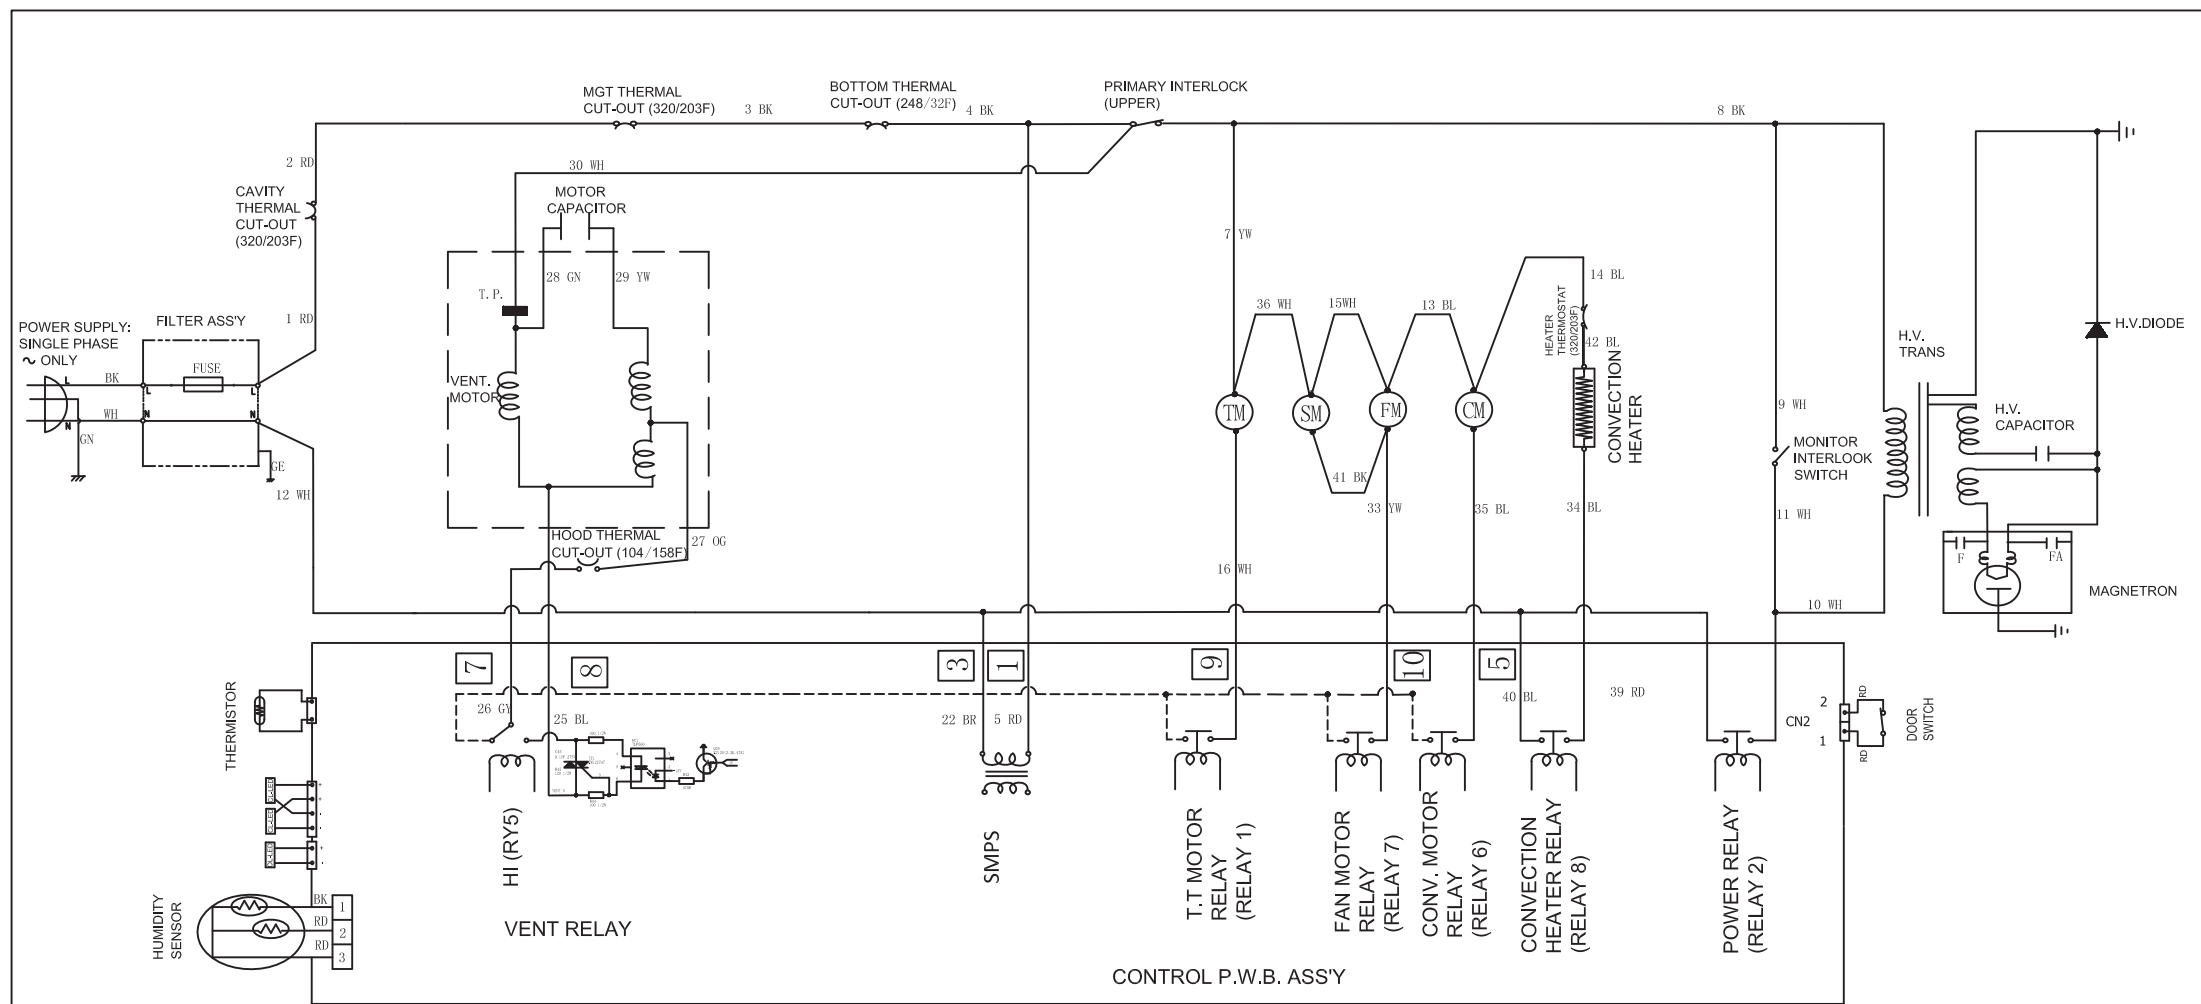 MGT THERMAL
CUT-OUT (320/203F)
3 BK
BOTTOM THERMAL
CUT-OUT (248/32F)
4 BK
PRIMARY INTERLOCK
(UPPER)
8 BK
2 RD
30 WH
CAVITY
THERMAL
CUT-OUT
(320/203F)
MOTOR
CAPACITOR
7 YW
28 GN
29 YW
T.P.
14 BL
HEATER
THERMOSTAT
(320/203F)
36 WH
15WH
13 BL
42 BL
POWER SUPPLY:
SINGLE PHASE
~ ONLY
FILTER ASS'Y
1 RD
H.V.
TRANS
H.V.DIODE
FUSE
L
BK
L
L
VENT.
MOTOR
TM
SM
FM
CM
CONVECTION
HEATER
9 WH
H.V.
CAPACITOR
WH
N
N
N
GN
GE
12 WH
41 BK
MONITOR
INTERLOOK
SWITCH
33 YW
35 BL
34 BL
11 WH
HOOD THERMAL
CUT-OUT (104/158F)
27 OG
16 WH
F
FA
MAGNETRON
10 WH
7
8
3
1
9
10
5
THERMISTOR
26 GY
25 BL
22 BR
5 RD
40 BL
39 RD
CN2
2
1
RD
RD
DOOR
SWITCH
CL-LED
CL-LED
OL-LED
HI (RY5)
VENT RELAY
SMPS
T.T MOTOR
RELAY
(RELAY 1)
FAN MOTOR
RELAY
(RELAY 7)
CONV. MOTOR
RELAY
(RELAY 6)
CONVECTION
HEATER RELAY
(RELAY 8)
POWER RELAY
(RELAY 2)
HUMIDITY
SENSOR
BK
1
RD
2
RD
3
CONTROL P.W.B. ASS'Y